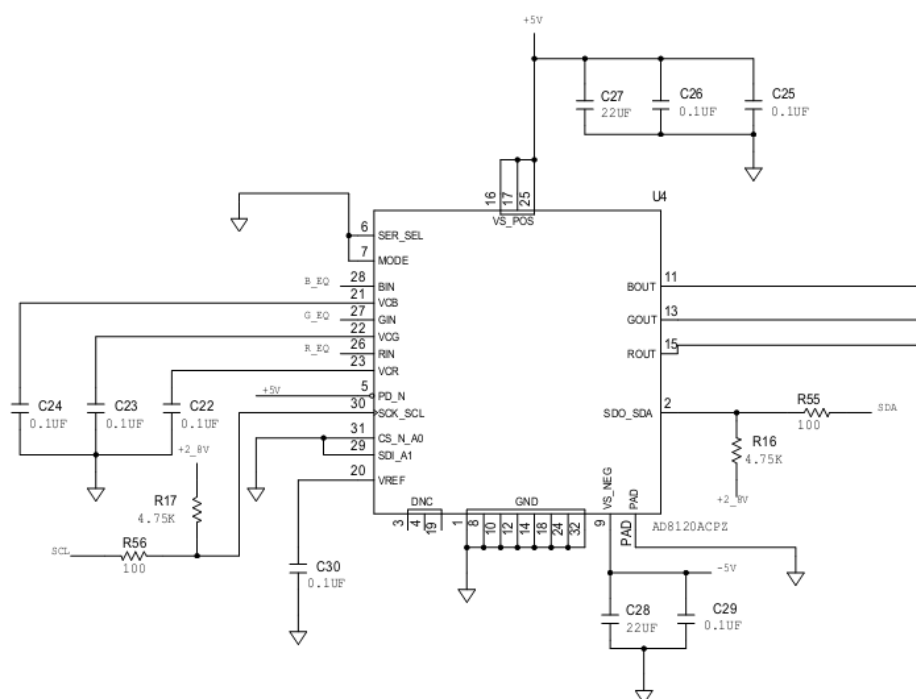 +5V
C27
22UF
C26
0.1UF
C25
0.1UF
16
17
25
VS_POS
U4
6
SER_SEL
7
MODE
B_EQ
28
BIN
21
VCB
G_EQ
27
GIN
22
VCG
R_EQ
26
RIN
23
VCR
+5V
5
PD_N
30
SCK_SCL
31
CS_N_A0
29
SDI_A1
20
VREF
BOUT
11
GOUT
13
ROUT
15
SDO_SDA
2
R55
100
SDA
R16
4.75K
+2_8V
C24
0.1UF
C23
0.1UF
C22
0.1UF
+2_8V
R17
4.75K
SCL
R56
100
C30
0.1UF
DNC
3
4
19
GND
1
8
10
12
14
18
24
32
VS_NEG
9
PAD
PAD
AD8120ACPZ
-5V
C28
22UF
C29
0.1UF